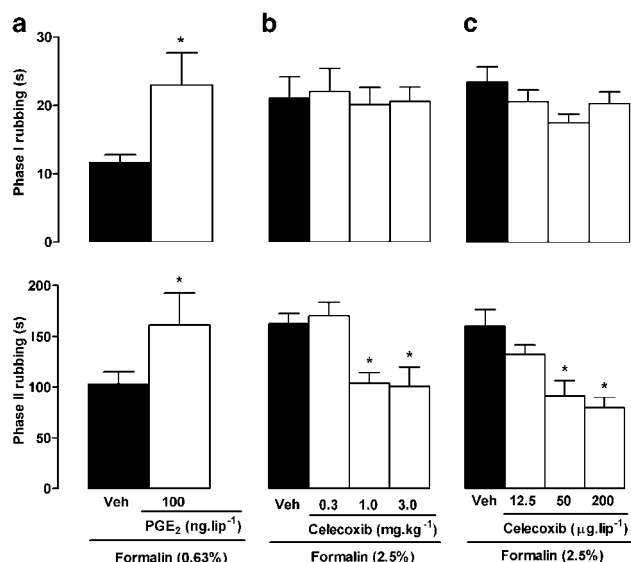 a
b
c
Phase I rubbing (s)
30
20
10
0
*
Phase II rubbing (s)
200
150
100
50
0
*
* *
* *
Veh 100
PGE₂ (ng.lip⁻¹)
Formalin (0.63%)
Veh 0.3 1.0 3.0
Celecoxib (mg.kg⁻¹)
Formalin (2.5%)
Veh 12.5 50 200
Celecoxib (µg.lip⁻¹)
Formalin (2.5%)